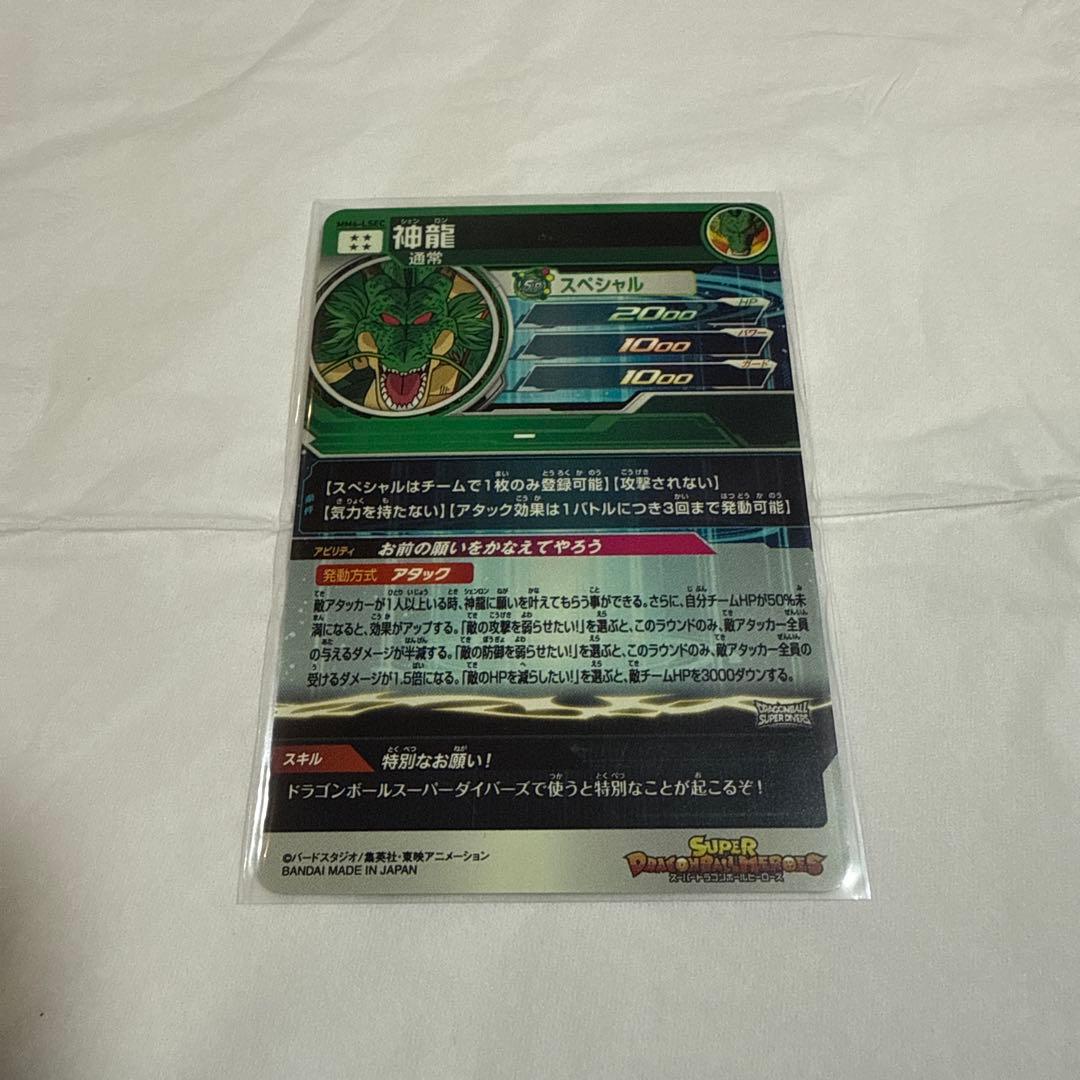 MM4-LSEC
シェン ロン
神龍
通常
スペシャル
HP
2000
パワー
1000
ガード
1000
ー
条件
【スペシャルはチームで1枚のみ登録可能】【攻撃されない】
【気力を持たない】【アタック効果は1バトルにつき3回まで発動可能】
アビリティ お前の願いをかなえてやろう
発動方式 アタック
敵アタッカーが1人以上いる時、神龍に願いを叶えてもらう事ができる。さらに、自分チームHPが50%未
満になると、効果がアップする。「敵の攻撃を弱らせたい!」を選ぶと、このラウンドのみ、敵アタッカー全員
の与えるダメージが半減する。「敵の防御を弱らせたい!」を選ぶと、このラウンドのみ、敵アタッカー全員の
受けるダメージが1.5倍になる。「敵のHPを減らしたい!」を選ぶと、敵チームHPを3000ダウンする。
DRAGONBALL
SUPER DIVERS
スキル 特別なお願い!
ドラゴンボールスーパーダイバーズで使うと特別なことが起こるぞ!
©バードスタジオ/集英社・東映アニメーション
BANDAI MADE IN JAPAN
SUPER
DRAGONBALL HEROES
スーパードラゴンボールヒーローズ